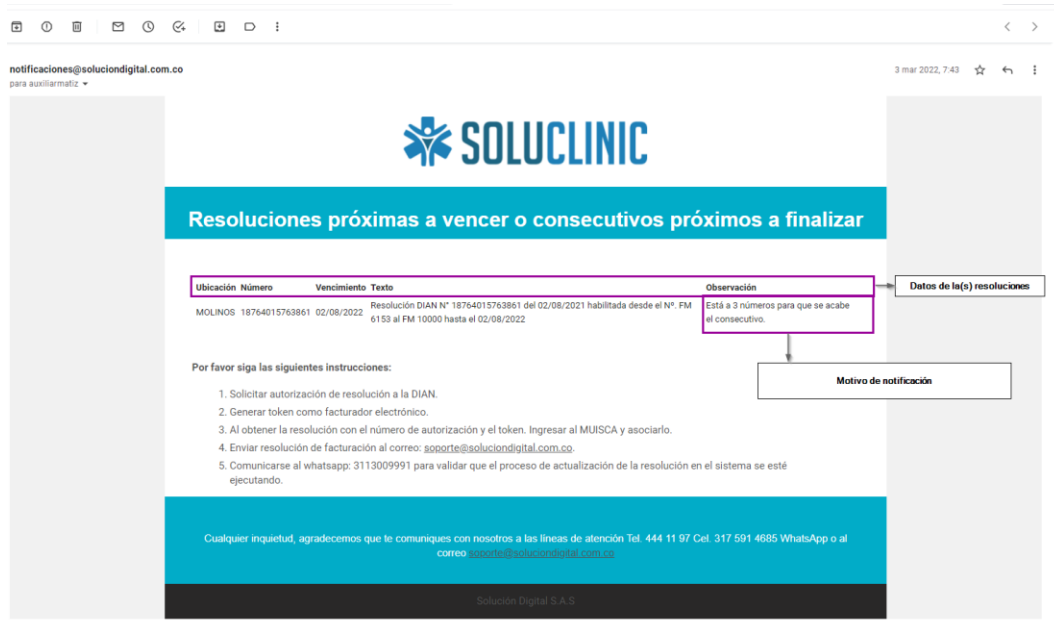 notificaciones@soluciondigital.com.co
3 mar 2022, 7:43
para auxiliarmatiz
SOLUCLINIC
Resoluciones próximas a vencer o consecutivos próximos a finalizar
Ubicación Número Vencimiento Texto Observación
Datos de la(s) resoluciones
MOLINOS 18764015763861 02/08/2022 Resolución DIAN N° 18764015763861 del 02/08/2021 habilitada desde el Nº. FM
6153 al FM 10000 hasta el 02/08/2022
Está a 3 números para que se acabe
el consecutivo.
Motivo de notificación
Por favor siga las siguientes instrucciones:
1. Solicitar autorización de resolución a la DIAN.
2. Generar token como facturador electrónico.
3. Al obtener la resolución con el número de autorización y el token. Ingresar al MUISCA y asociarlo.
4. Enviar resolución de facturación al correo: soporte@soluciondigital.com.co.
5. Comunicarse al whatsapp: 3113009991 para validar que el proceso de actualización de la resolución en el sistema se esté
ejecutando.
Cualquier inquietud, agradecemos que te comuniques con nosotros a las líneas de atención Tel. 444 11 97 Cel. 317 591 4685 WhatsApp o al
correo soporte@soluciondigital.com.co
Solución Digital S.A.S